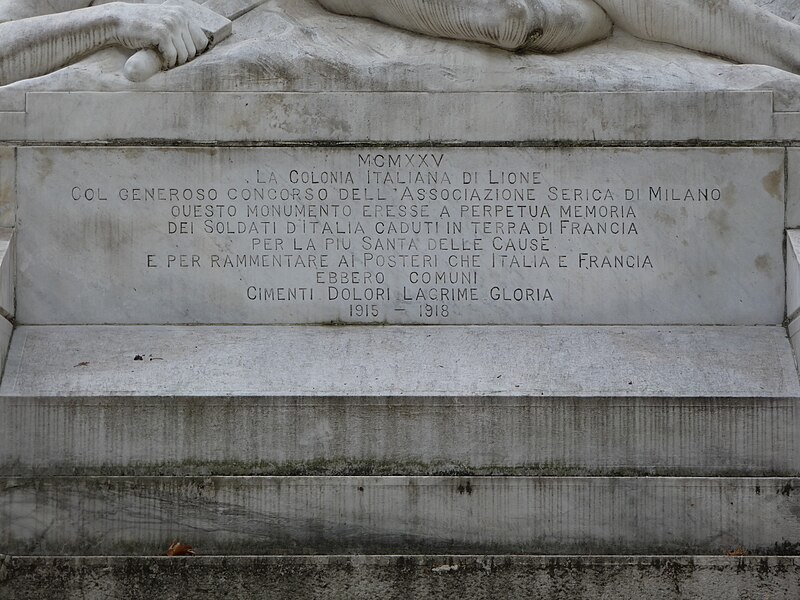 MCMXXV
LA COLONIA ITALIANA DI LIONE
COL GENEROSO CONCORSO DELL'ASSOCIAZIONE SERICA DI MILANO
QUESTO MONUMENTO ERESSE A PERPETUA MEMORIA
DEI SOLDATI D'ITALIA CADUTI IN TERRA DI FRANCIA
PER LA PIU SANTA DELLE CAUSE
E PER RAMMENTARE AI POSTERI CHE ITALIA E FRANCIA
EBBERO COMUNI
CIMENTI DOLORI LACRIME GLORIA
1915 - 1918